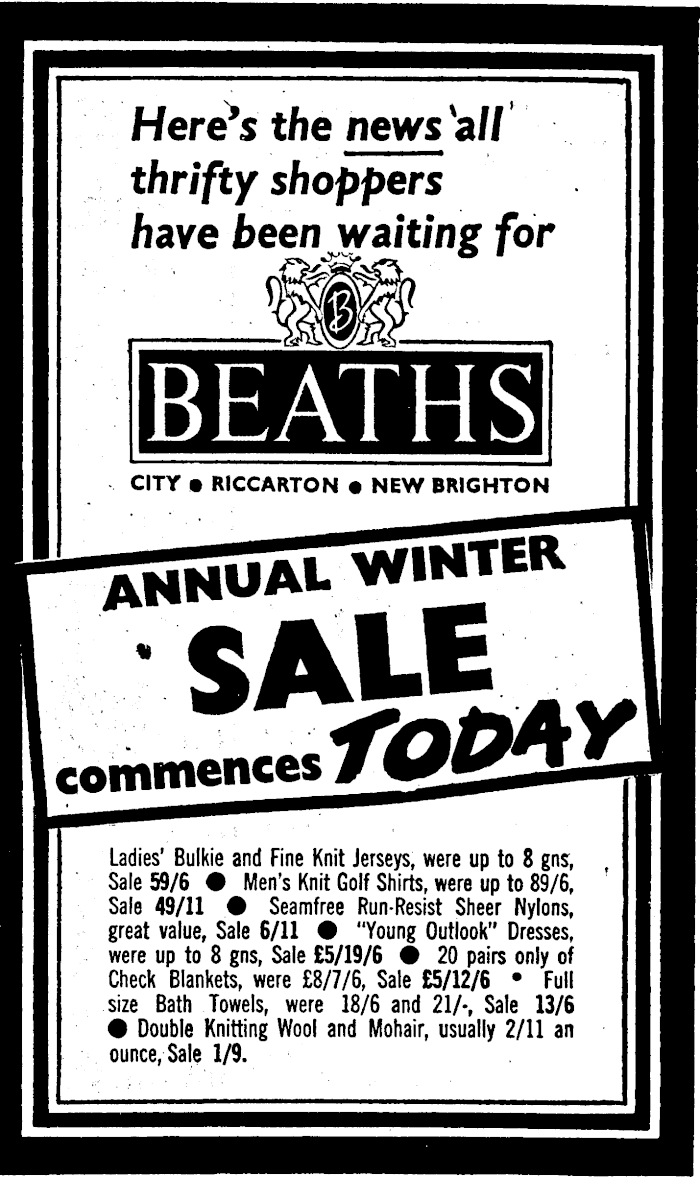 Here's the news all
thrifty shoppers
have been waiting for
B
BEATHS
CITY ● RICCARTON ● NEW BRIGHTON
ANNUAL WINTER
SALE
commences TODAY
Ladies' Bulkie and Fine Knit Jerseys, were up to 8 gns,
Sale 59/6 ● Men's Knit Golf Shirts, were up to 89/6,
Sale 49/11 ● Seamfree Run-Resist Sheer Nylons,
great value, Sale 6/11 ● "Young Outlook" Dresses,
were up to 8 gns, Sale £5/19/6 ● 20 pairs only of
Check Blankets, were £8/7/6, Sale £5/12/6 ● Full
size Bath Towels, were 18/6 and 21/-, Sale 13/6
● Double Knitting Wool and Mohair, usually 2/11 an
ounce, Sale 1/9.